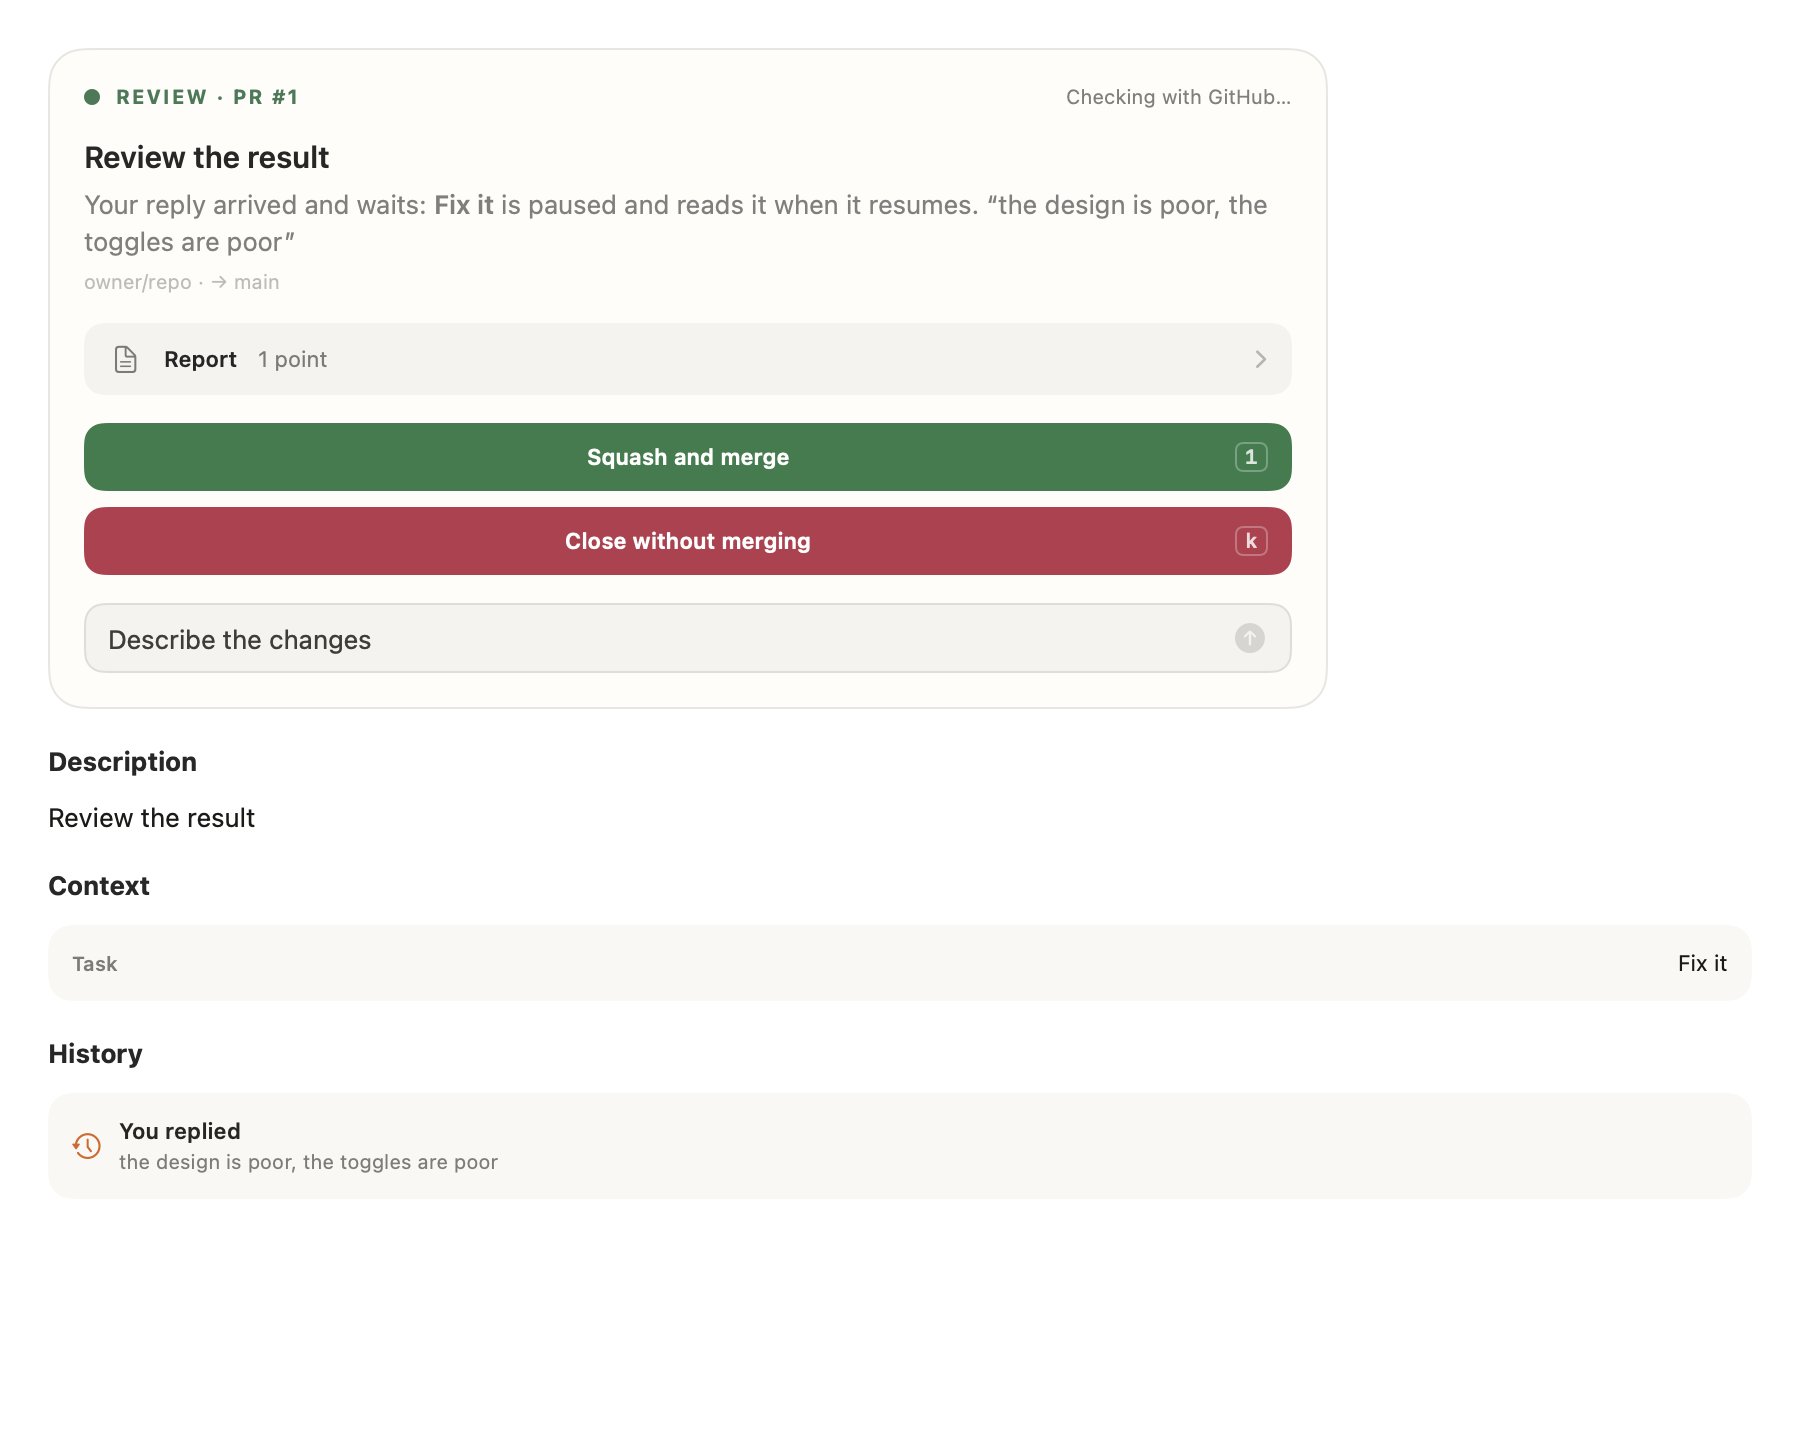 REVIEW · PR #1
Checking with GitHub...
Review the result
Your reply arrived and waits: Fix it is paused and reads it when it resumes. “the design is poor, the
toggles are poor”
owner/repo · → main
Report 1 point
Squash and merge 1
Close without merging k
Describe the changes
Description
Review the result
Context
Task Fix it
History
You replied
the design is poor, the toggles are poor